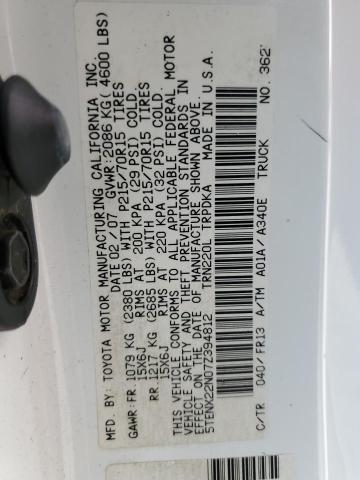 MFD. BY: TOYOTA MOTOR MANUFACTURING CALIFORNIA INC.
DATE: 02 / 07 GVWR: 2086 KG ( 4600 LBS)
GAWR: FR. 1079 KG (2380 LBS) WITH P215/70R15 TIRES
15X6J RIMS AT 200 KPA (29 PSI) COLD.
RR. 1217 KG (2685 LBS) WITH P215/70R15 TIRES
15X6J RIMS AT 220 KPA (32 PSI) COLD.
THIS VEHICLE CONFORMS TO ALL APPLICABLE FEDERAL MOTOR
VEHICLE SAFETY AND THEFT PREVENTION STANDARDS IN
EFFECT ON THE DATE OF MANUFACTURE SHOWN ABOVE.
5TENX22N07Z394812 TRUCK
TRN220L-TRPDKA MADE IN U.S.A.
C/TR 040/FR13 A/TM A01A/A340E NO. 362